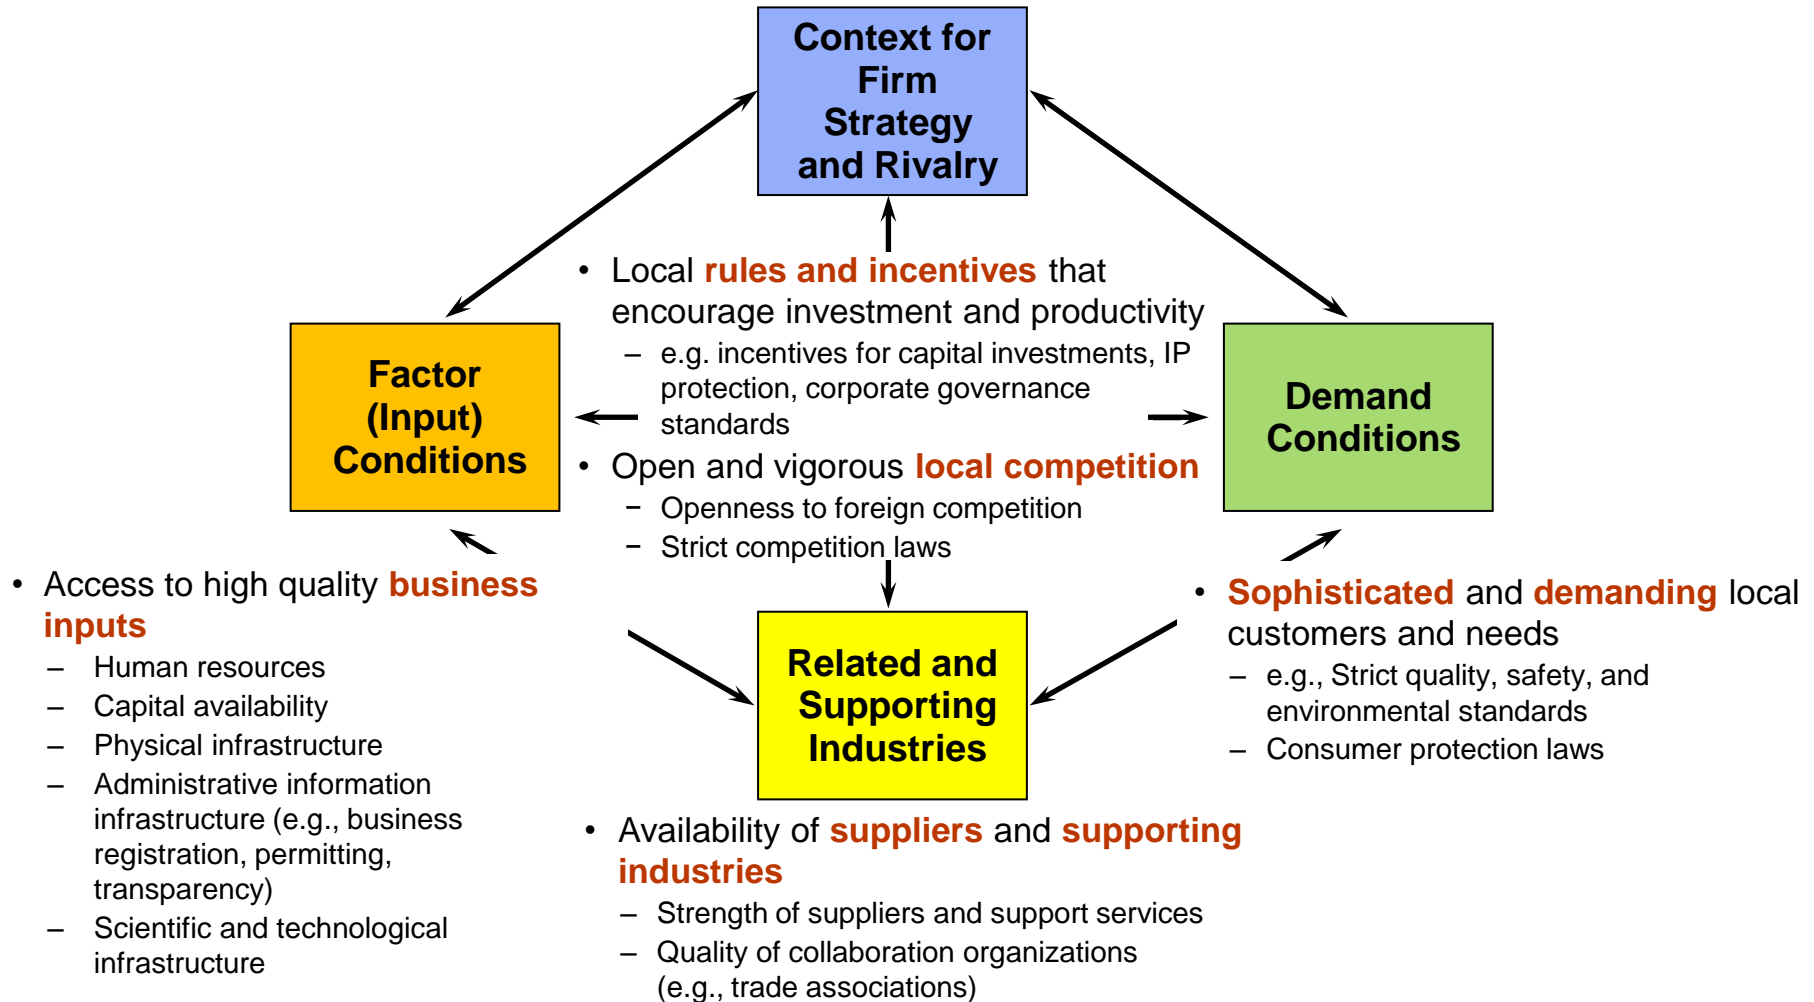 Context for
Firm
Strategy
and Rivalry
• Local rules and incentives that
encourage investment and productivity
– e.g. incentives for capital investments, IP
protection, corporate governance
standards
• Open and vigorous local competition
− Openness to foreign competition
− Strict competition laws
Factor
(Input)
Conditions
Demand
Conditions
• Access to high quality business
inputs
– Human resources
– Capital availability
– Physical infrastructure
– Administrative information
infrastructure (e.g., business
registration, permitting,
transparency)
– Scientific and technological
infrastructure
Related and
Supporting
Industries
• Sophisticated and demanding local
customers and needs
– e.g., Strict quality, safety, and
environmental standards
– Consumer protection laws
• Availability of suppliers and supporting
industries
– Strength of suppliers and support services
– Quality of collaboration organizations
(e.g., trade associations)